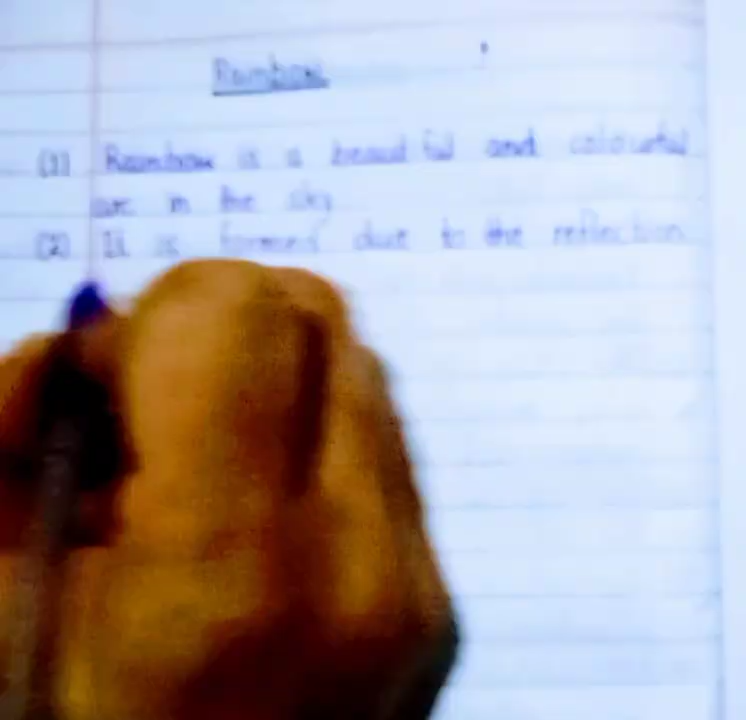 Rainbow
(1) Rainbow is a beautiful and colourful
arc in the sky
(2) It is formed due to the reflection